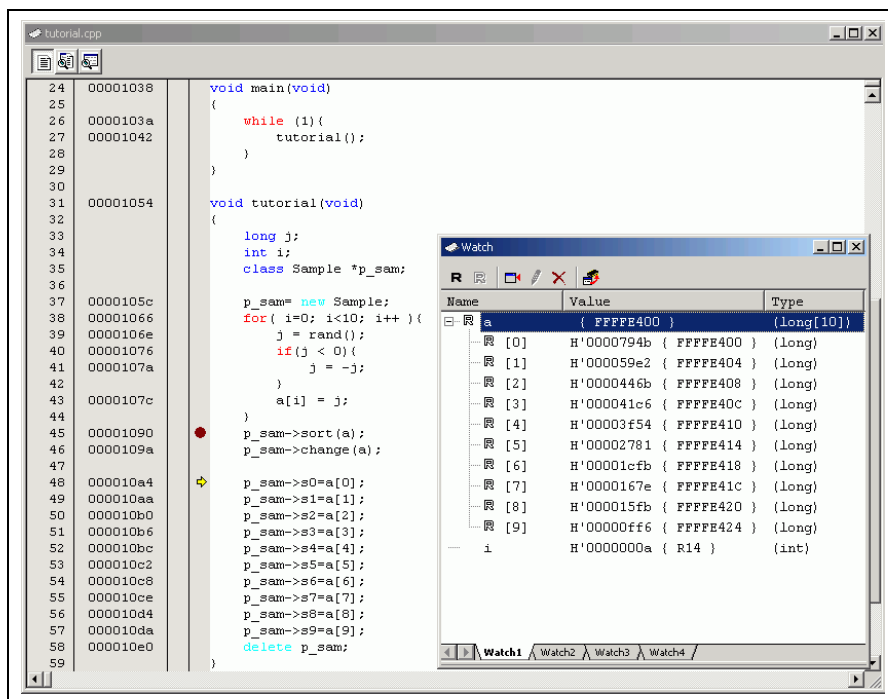 tutorial.cpp
24 00001038 void main(void)
25 {
26 0000103a while (1){
27 00001042 tutorial();
28 }
29 }
30
31 00001054 void tutorial(void)
32 {
33 long j;
34 int i;
35 class Sample *p_sam;
36
37 0000105c p_sam= new Sample;
38 00001066 for( i=0; i<10; i++ ){
39 0000106e j = rand();
40 00001076 if(j < 0){
41 0000107a j = -j;
42 }
43 0000107c a[i] = j;
44 }
45 00001090 p_sam->sort(a);
46 0000109a p_sam->change(a);
47
48 000010a4 p_sam->s0=a[0];
49 000010aa p_sam->s1=a[1];
50 000010b0 p_sam->s2=a[2];
51 000010b6 p_sam->s3=a[3];
52 000010bc p_sam->s4=a[4];
53 000010c2 p_sam->s5=a[5];
54 000010c8 p_sam->s6=a[6];
55 000010ce p_sam->s7=a[7];
56 000010d4 p_sam->s8=a[8];
57 000010da p_sam->s9=a[9];
58 000010e0 delete p_sam;
59 }
Watch
R R
Name Value Type
R a { FFFFE400 } (long[10])
R [0] H'0000794b { FFFFE400 } (long)
R [1] H'000059e2 { FFFFE404 } (long)
R [2] H'0000446b { FFFFE408 } (long)
R [3] H'000041c6 { FFFFE40C } (long)
R [4] H'00003f54 { FFFFE410 } (long)
R [5] H'00002781 { FFFFE414 } (long)
R [6] H'00001cfb { FFFFE418 } (long)
R [7] H'0000167e { FFFFE41C } (long)
R [8] H'000015fb { FFFFE420 } (long)
R [9] H'00000ff6 { FFFFE424 } (long)
i H'0000000a { R14 } (int)
Watch1 Watch2 Watch3 Watch4